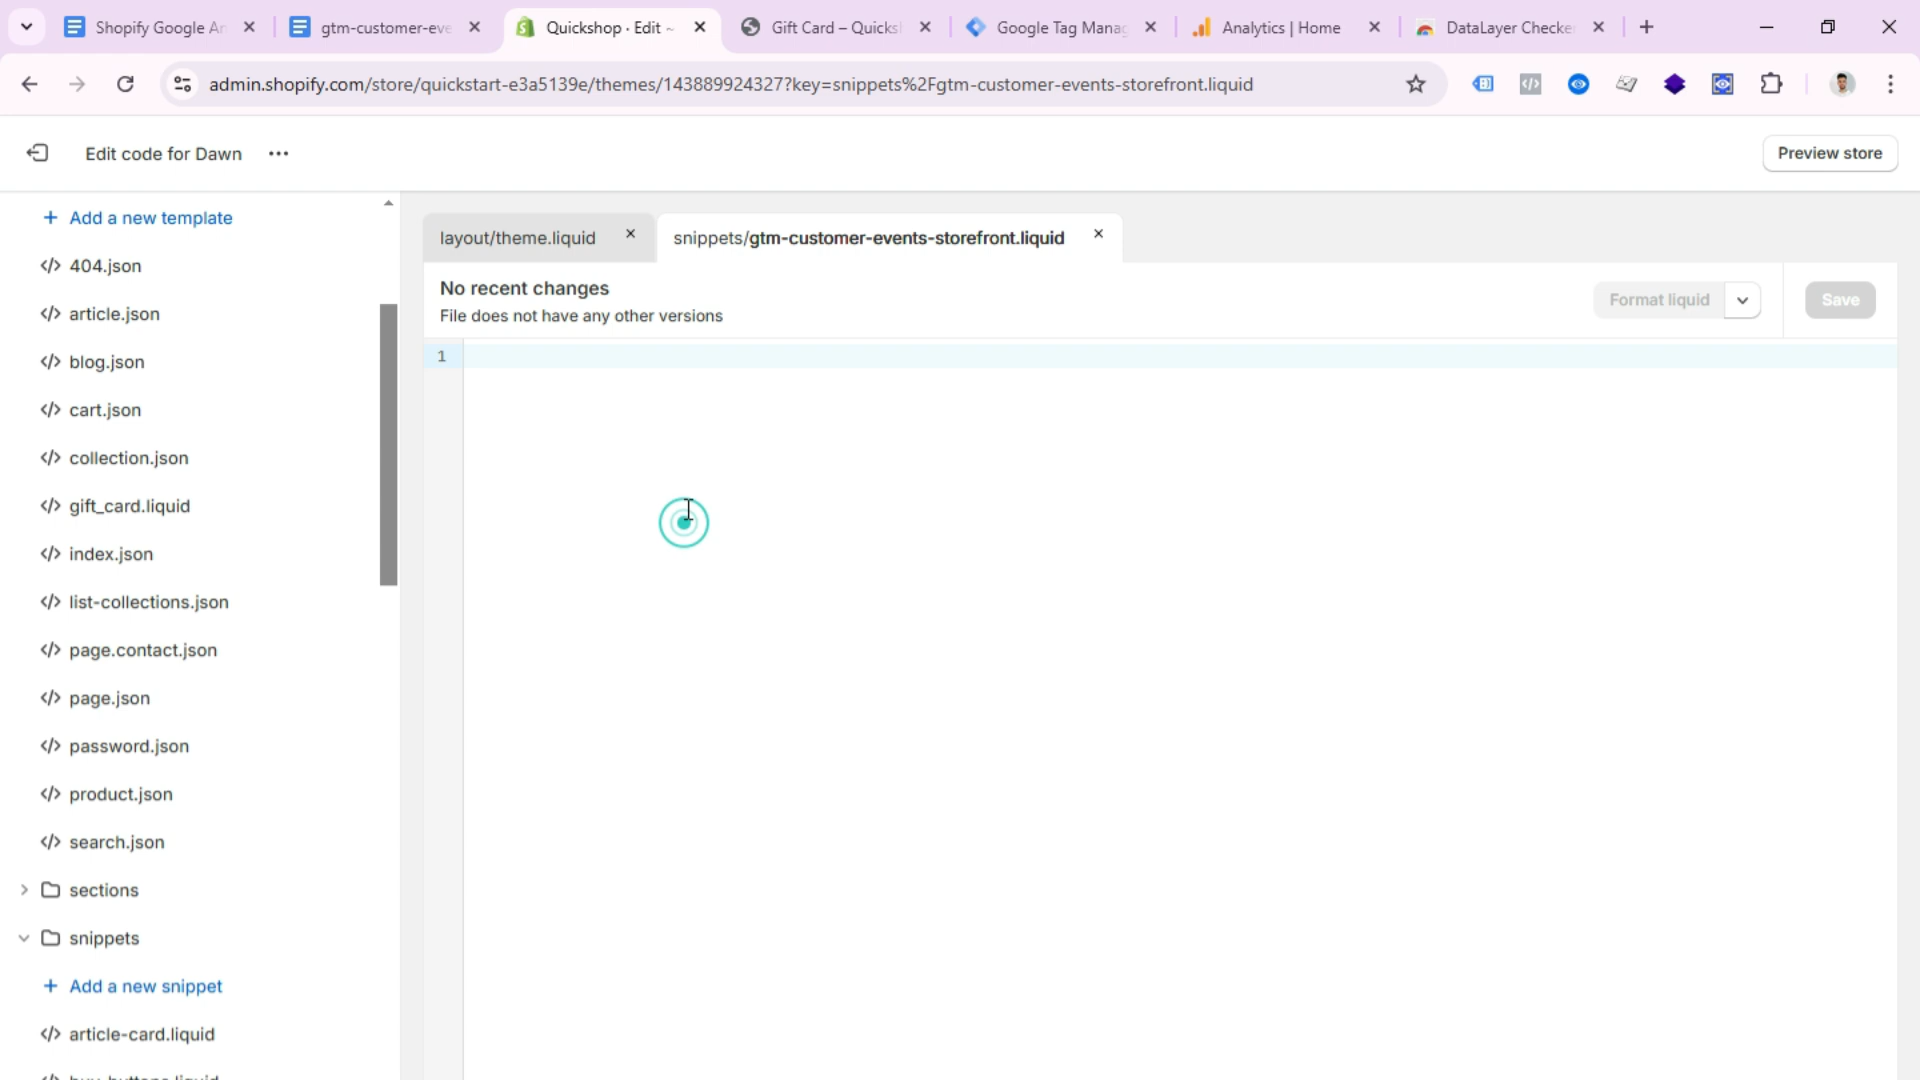 Shopify Google An
gtm-customer-eve
Quickshop · Edit ~
Gift Card – Quicksh
Google Tag Manag
Analytics | Home
DataLayer Checke
admin.shopify.com/store/quickstart-e3a5139e/themes/143889924327?key=snippets%2Fgtm-customer-events-storefront.liquid
Edit code for Dawn
Preview store
Add a new template
404.json
article.json
blog.json
cart.json
collection.json
gift_card.liquid
index.json
list-collections.json
page.contact.json
page.json
password.json
product.json
search.json
sections
snippets
Add a new snippet
article-card.liquid
layout/theme.liquid
snippets/gtm-customer-events-storefront.liquid
No recent changes
File does not have any other versions
Format liquid
Save
1